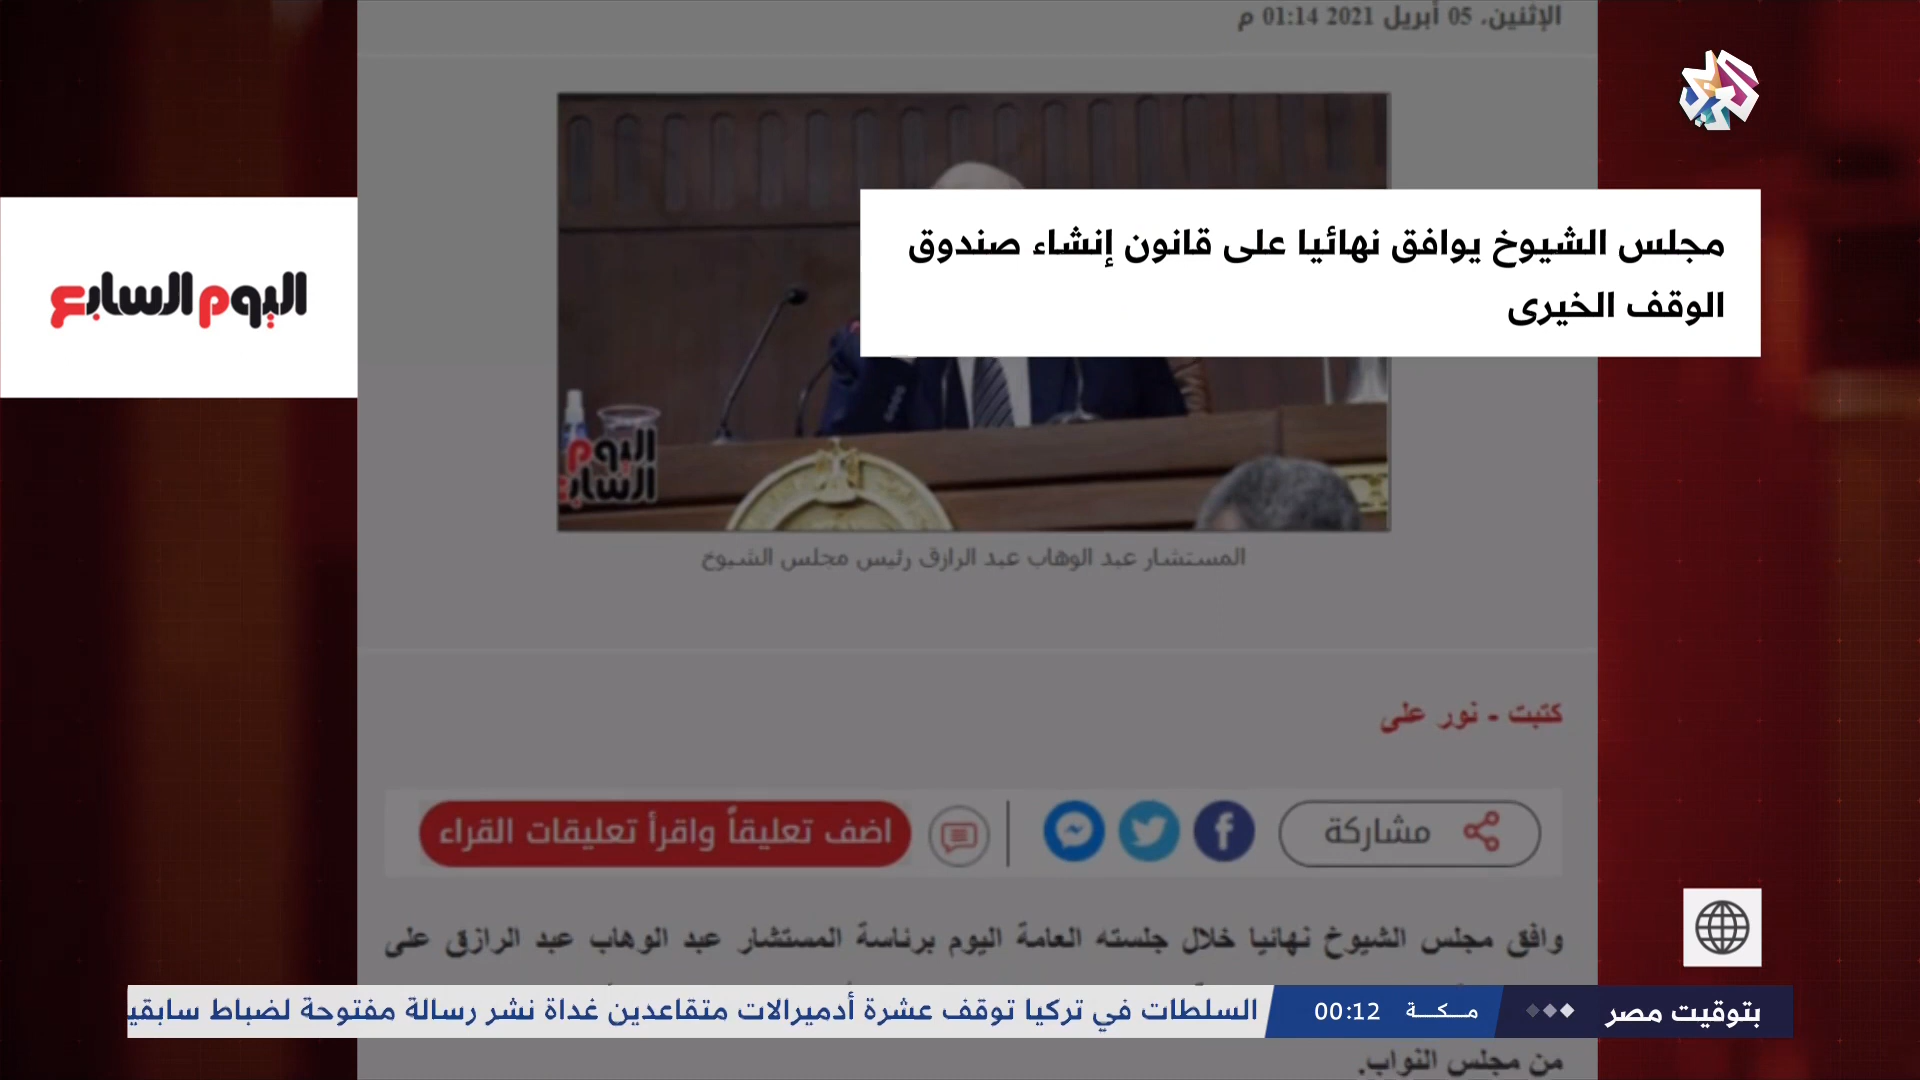 الإثنين، 05 أبريل 2021 01:14 م
العربي
مجلس الشيوخ يوافق نهائيا على قانون إنشاء صندوق
الوقف الخيرى
اليوم السابع
اليوم
السابع
المستشار عبد الوهاب عبد الرازق رئيس مجلس الشيوخ
كتبت - نور على
مشاركة
اضف تعليقاً واقرأ تعليقات القراء
وافق مجلس الشيوخ نهائيا خلال جلسته العامة اليوم برئاسة المستشار عبد الوهاب عبد الرازق على
بتوقيت مصر
مكة 00:12
السلطات في تركيا توقف عشرة أدميرالات متقاعدين غداة نشر رسالة مفتوحة لضباط سابقي
من مجلس النواب.